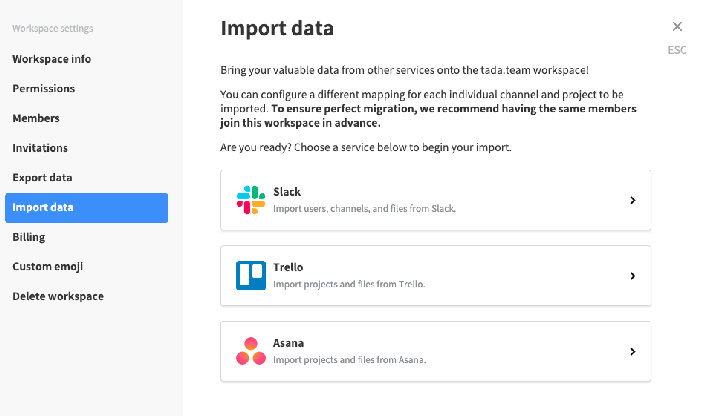 Workspace settings
Workspace info
Permissions
Members
Invitations
Export data
Import data
Billing
Custom emoji
Delete workspace
Import data
ESC
Bring your valuable data from other services onto the tada.team workspace!
You can configure a different mapping for each individual channel and project to be
imported. To ensure perfect migration, we recommend having the same members
join this workspace in advance.
Are you ready? Choose a service below to begin your import.
Slack
Import users, channels, and files from Slack.
Trello
Import projects and files from Trello.
Asana
Import projects and files from Asana.